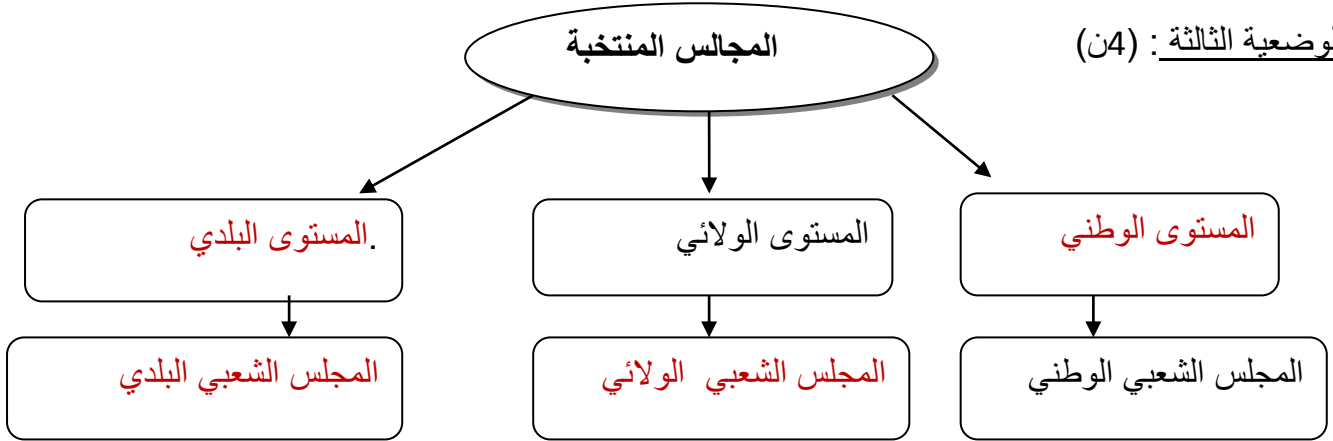 لوضعية الثالثة : (4ن)
المجالس المنتخبة
المستوى الوطني
المستوى الولائي
.المستوى البلدي
المجلس الشعبي الوطني
المجلس الشعبي الولائي
المجلس الشعبي البلدي